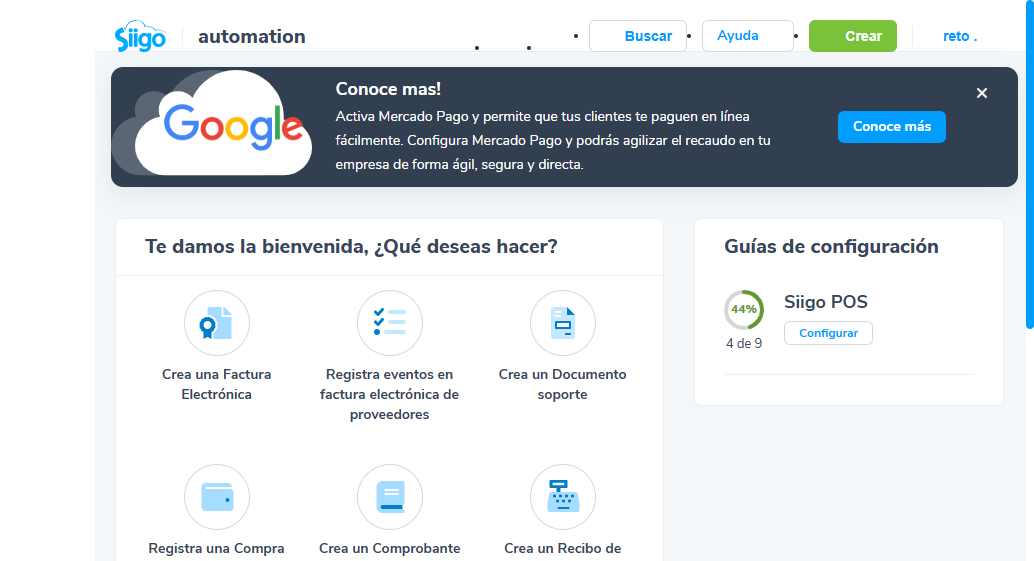 Siigo
automation
Buscar
Ayuda
Crear
reto .
Google
Conoce mas!
Activa Mercado Pago y permite que tus clientes te paguen en línea
fácilmente. Configura Mercado Pago y podrás agilizar el recaudo en tu
empresa de forma ágil, segura y directa.
Conoce más
Te damos la bienvenida, ¿Qué deseas hacer?
Crea una Factura
Electrónica
Registra eventos en
factura electrónica de
proveedores
Crea un Documento
soporte
Registra una Compra
Crea un Comprobante
Crea un Recibo de
Guías de configuración
44%
4 de 9
Siigo POS
Configurar